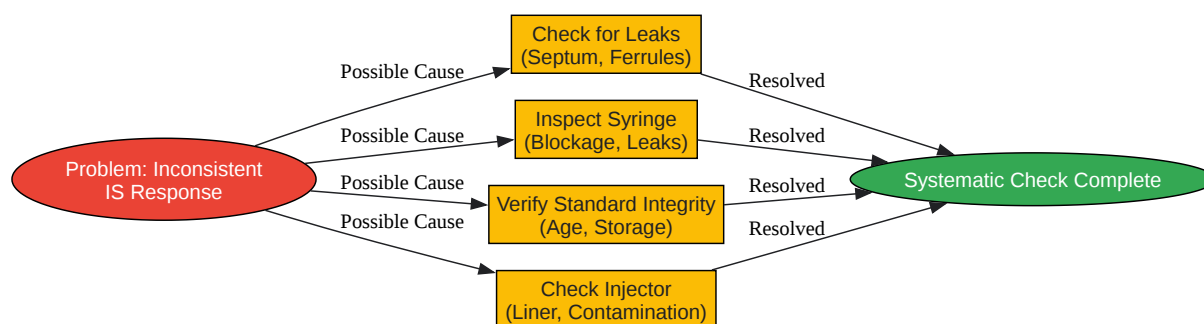 Problem: Inconsistent
IS Response
Possible Cause
Check for Leaks
(Septum, Ferrules)
Resolved
Possible Cause
Inspect Syringe
(Blockage, Leaks)
Resolved
Possible Cause
Verify Standard Integrity
(Age, Storage)
Resolved
Possible Cause
Check Injector
(Liner, Contamination)
Resolved
Systematic Check Complete